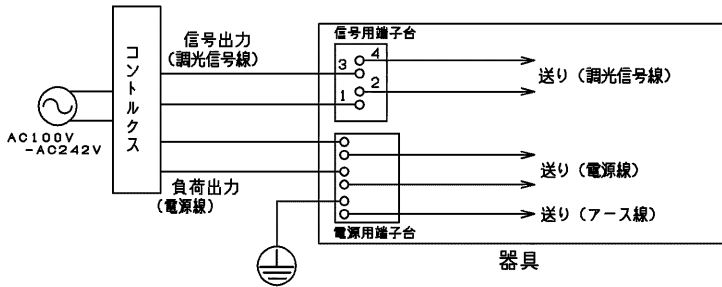 信号用端子台
信号出力
(調光信号線)
コントルクス
3
4
1
2
送り(調光信号線)
AC100V
-AC242V
負荷出力
(電源線)
送り(電源線)
送り(アース線)
電源用端子台
器具